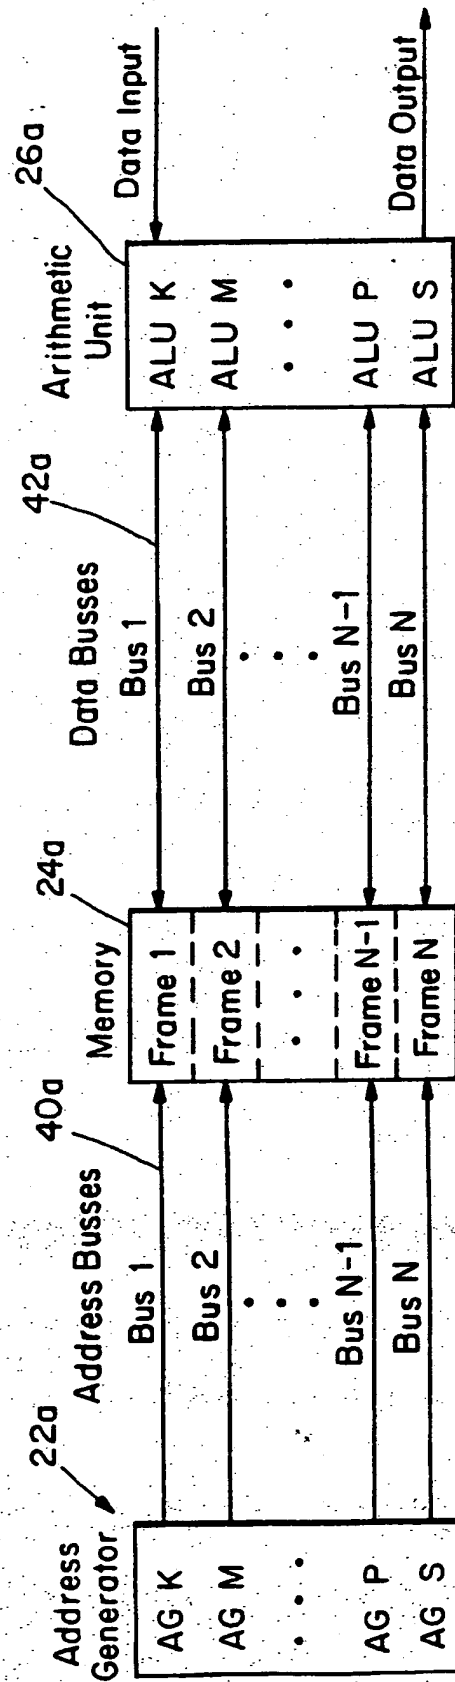 Address
Generator
22a
AG K
AG M
AG P
AG S
Address Busses
40a
Bus 1
Bus 2
Bus N-1
Bus N
Memory
24a
Frame 1
Frame 2
Frame N-1
Frame N
Data Busses
42a
Bus 1
Bus 2
Bus N-1
Bus N
Arithmetic
Unit
26a
ALU K
ALU M
ALU P
ALU S
Data Input
Data Output